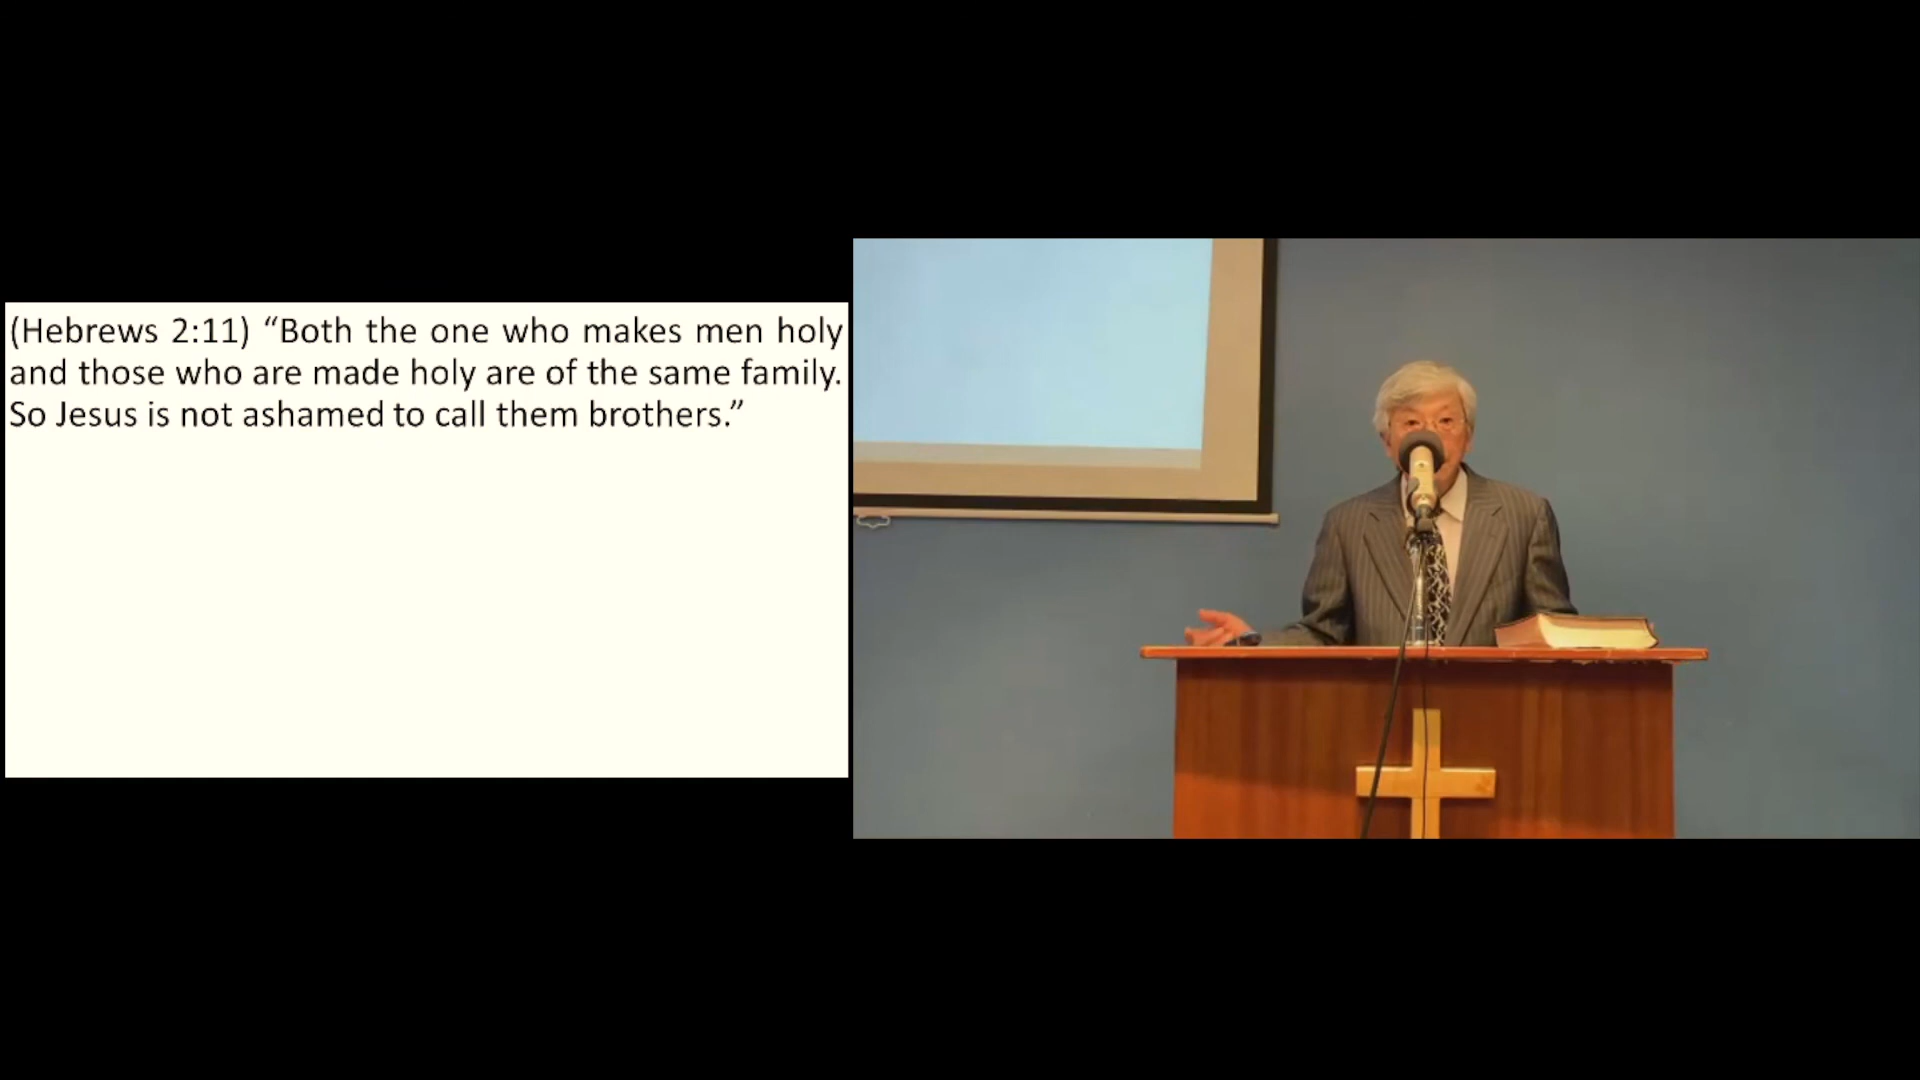 (Hebrews 2:11) “Both the one who makes men holy
and those who are made holy are of the same family.
So Jesus is not ashamed to call them brothers.”